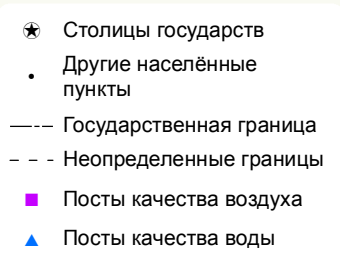 Столицы государств
Другие населённые
пункты
Государственная граница
Неопределенные границы
Посты качества воздуха
Посты качества воды